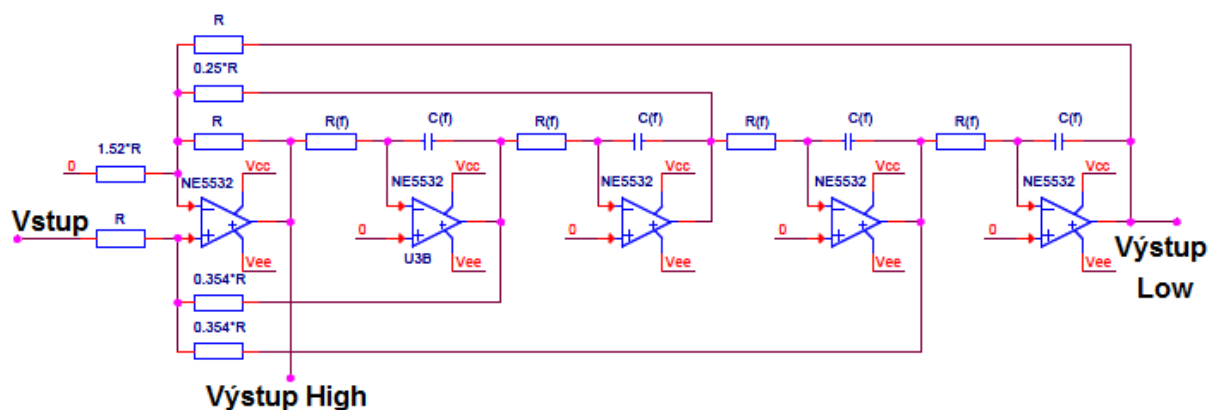 R
0.25*R
R
R(f)
C(f)
R(f)
C(f)
R(f)
C(f)
R(f)
C(f)
1.52*R
0
NE5532
Vcc
NE5532
Vcc
NE5532
Vcc
NE5532
Vcc
NE5532
Vcc
Vstup
R
0
0
0
0
Výstup
Low
Vee
U3B
Vee
Vee
Vee
Vee
0.354*R
0.354*R
Výstup High